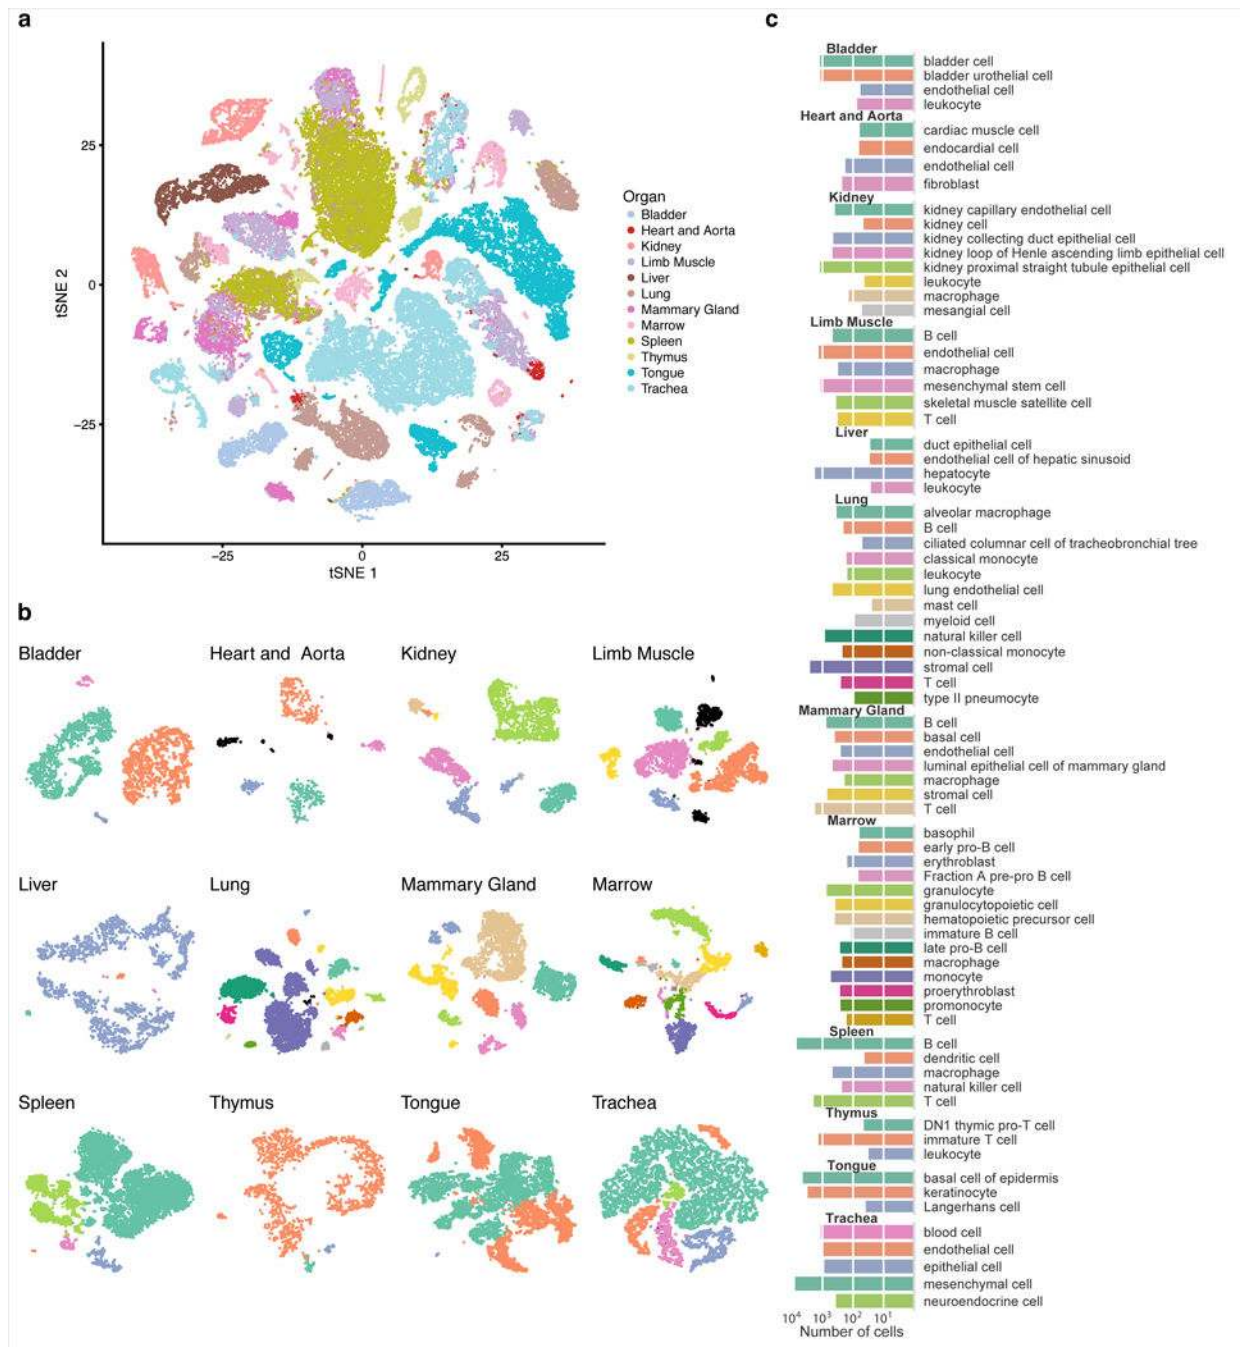 a
25
0
−25
tSNE 2
−25
0
25
tSNE 1
Organ
Bladder
Heart and Aorta
Kidney
Limb Muscle
Liver
Lung
Mammary Gland
Marrow
Spleen
Thymus
Tongue
Trachea
b
Bladder
Heart and Aorta
Kidney
Limb Muscle
Liver
Lung
Mammary Gland
Marrow
Spleen
Thymus
Tongue
Trachea
c
Bladder
bladder cell
bladder urothelial cell
endothelial cell
leukocyte
Heart and Aorta
cardiac muscle cell
endocardial cell
endothelial cell
fibroblast
Kidney
kidney capillary endothelial cell
kidney cell
kidney collecting duct epithelial cell
kidney loop of Henle ascending limb epithelial cell
kidney proximal straight tubule epithelial cell
leukocyte
macrophage
mesangial cell
Limb Muscle
B cell
endothelial cell
macrophage
mesenchymal stem cell
skeletal muscle satellite cell
T cell
Liver
duct epithelial cell
endothelial cell of hepatic sinusoid
hepatocyte
leukocyte
Lung
alveolar macrophage
B cell
ciliated columnar cell of tracheobronchial tree
classical monocyte
leukocyte
lung endothelial cell
mast cell
myeloid cell
natural killer cell
non-classical monocyte
stromal cell
T cell
type II pneumocyte
Mammary Gland
B cell
basal cell
endothelial cell
luminal epithelial cell of mammary gland
macrophage
stromal cell
T cell
Marrow
basophil
early pro-B cell
erythroblast
Fraction A pre-pro B cell
granulocyte
granulocytopoietic cell
hematopoietic precursor cell
immature B cell
late pro-B cell
macrophage
monocyte
proerythroblast
promonocyte
T cell
Spleen
B cell
dendritic cell
macrophage
natural killer cell
T cell
Thymus
DN1 thymic pro-T cell
immature T cell
leukocyte
Tongue
basal cell of epidermis
keratinocyte
Langerhans cell
Trachea
blood cell
endothelial cell
epithelial cell
mesenchymal cell
neuroendocrine cell
10⁴ 10³ 10² 10¹
Number of cells